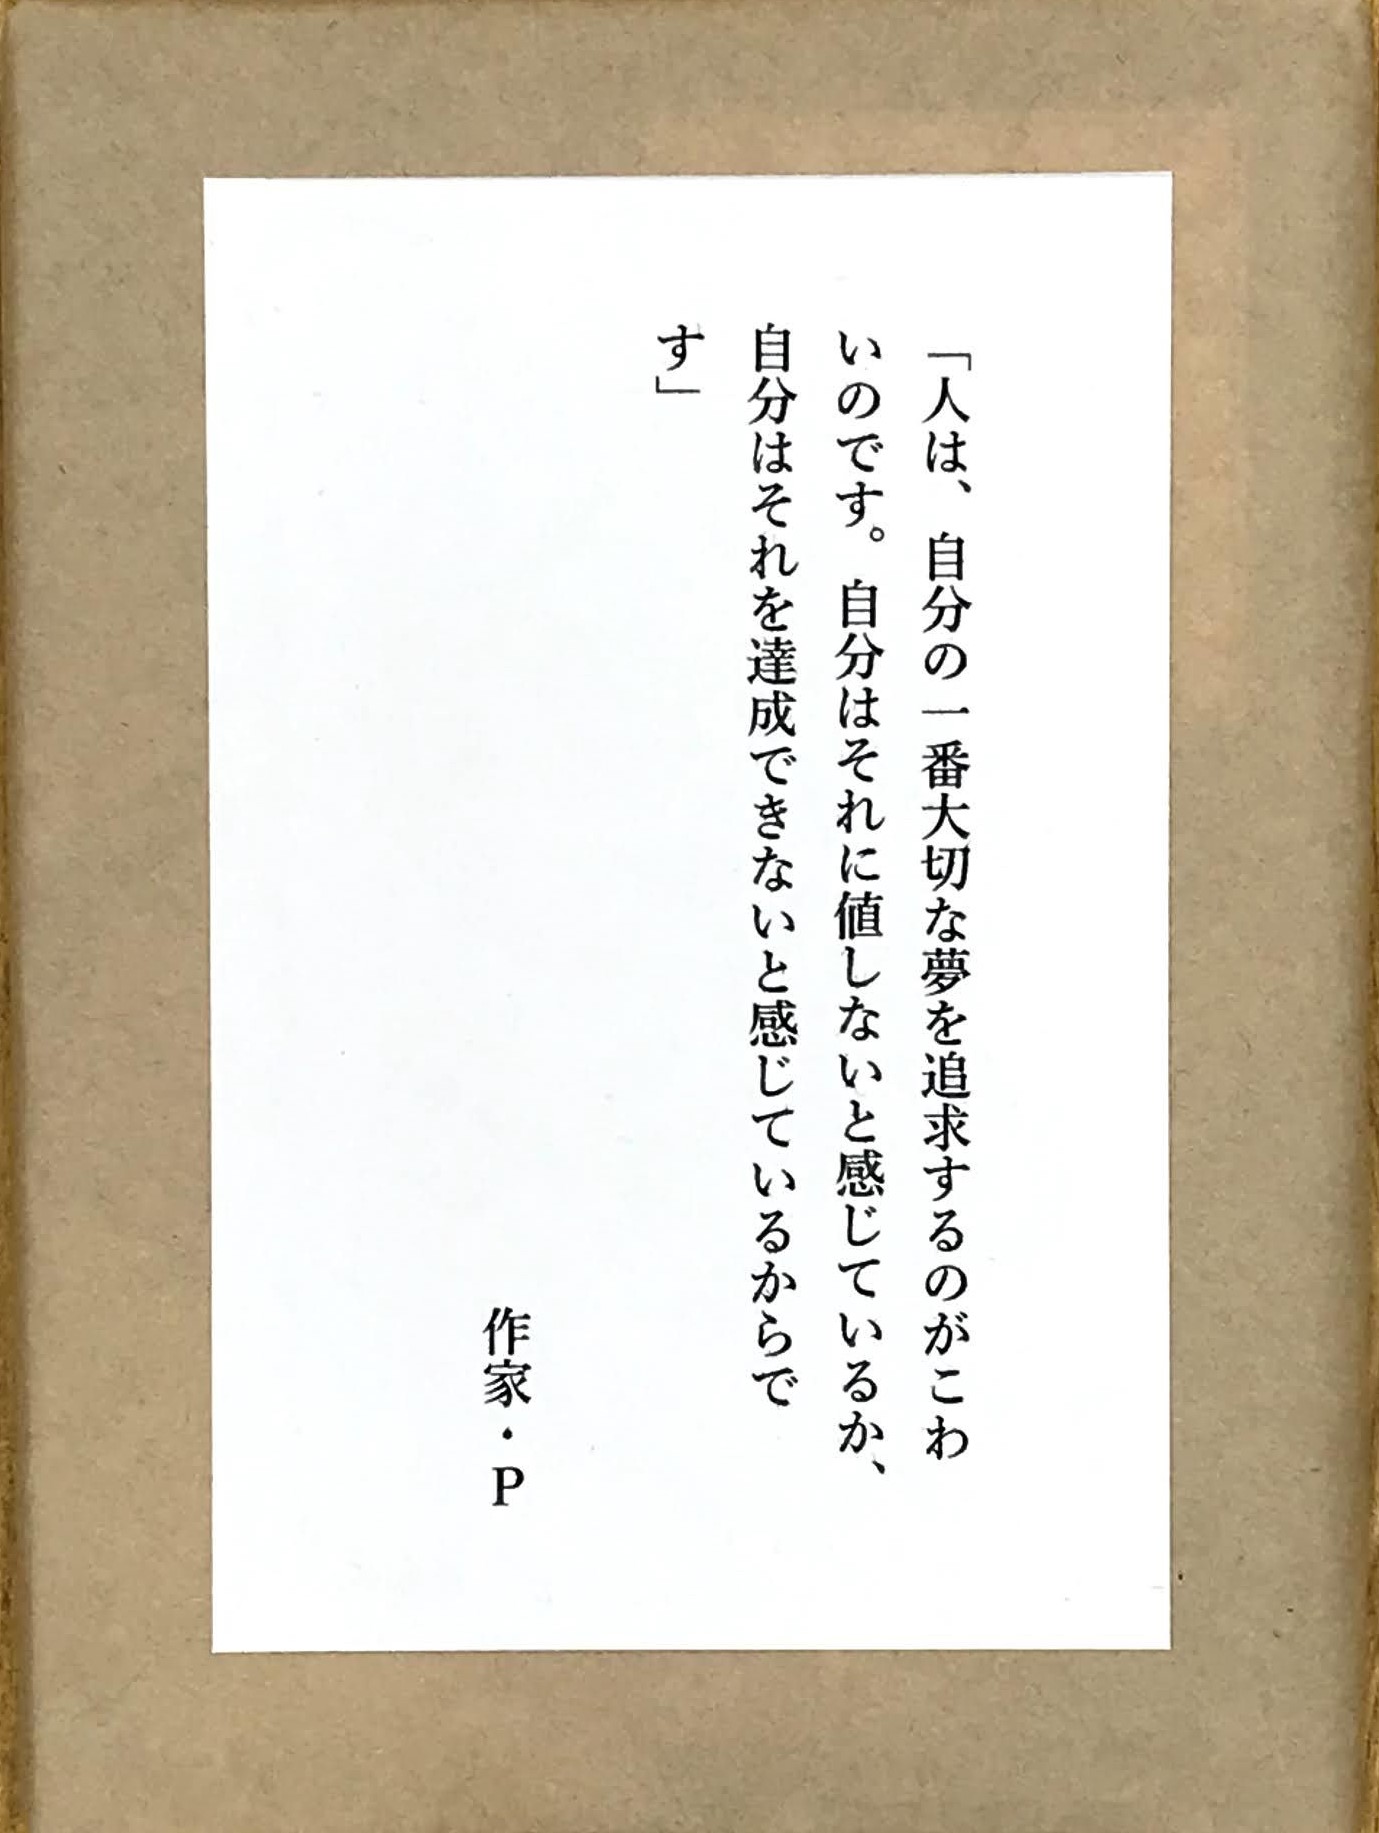 「人は、自分の一番大切な夢を追求するのがこわ
いのです。自分はそれに値しないと感じているか、
自分はそれを達成できないと感じているからで
す」
作家・P